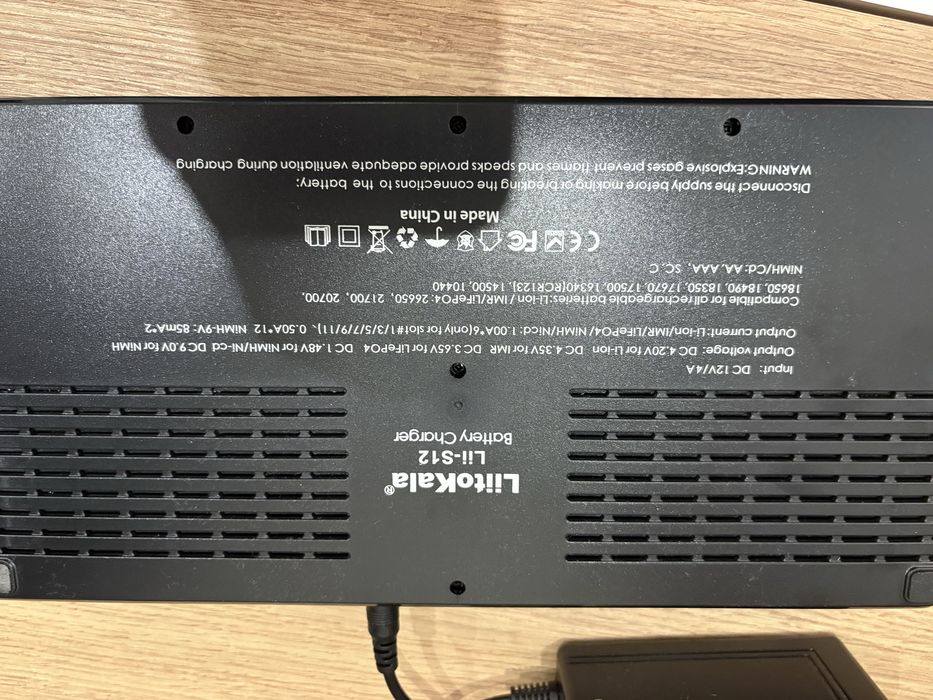 LiitoKala®
Lii-S12
Battery Charger
Input: DC 12V/4A
Output voltage: DC 4.20V for Li-ion DC 4.35V for IMR DC 3.65V for LiFePO4 DC 1.48V for NiMH/Ni-cd DC 9.0V for NiMH
Output current: Li-ion/IMR/LiFePO4/ NiMH/Nicd: 1.00A*6(only for slot 1#1/3/5/7/9/11), 0.50A*12 NiMH-9V: 85mA*2
Compatible for all rechargeable batteries: Li-ion / IMR/LiFePO4: 26650, 21700, 20700,
18650, 18490, 18350, 17670, 17500, 16340(RCR123), 14500, 10440
NiMH/Cd: AA, AAA, SC, C
CE FC
Made in China
Disconnect the supply before making or breaking the connections to the battery:
WARNING:Explosive gases prevent flames and speaks provide adequate ventilation during charging